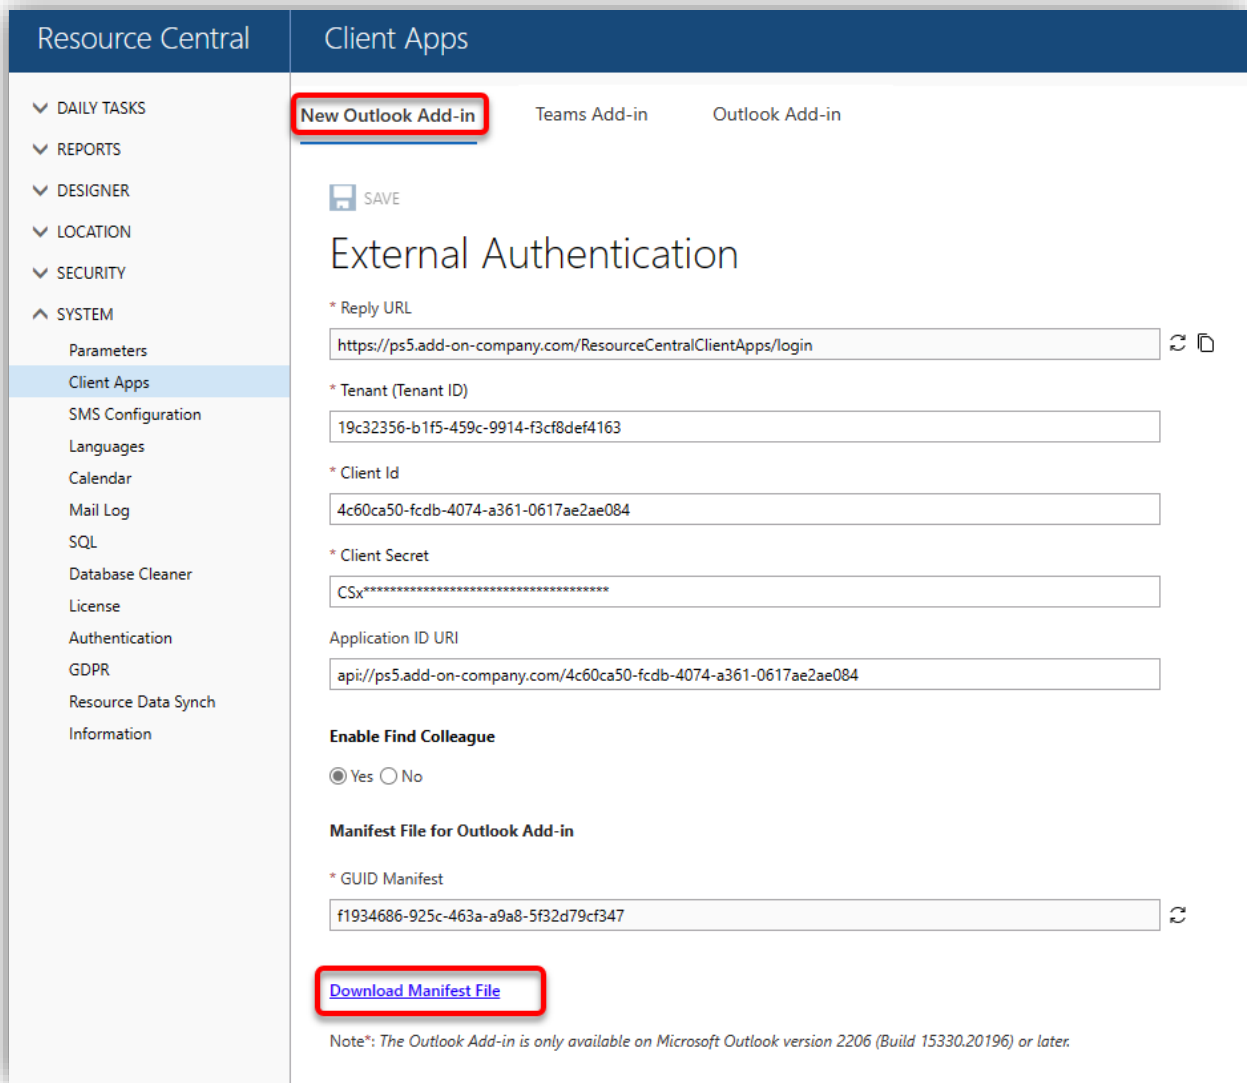 Resource Central
Client Apps
DAILY TASKS
REPORTS
DESIGNER
LOCATION
SECURITY
SYSTEM
Parameters
Client Apps
SMS Configuration
Languages
Calendar
Mail Log
SQL
Database Cleaner
License
Authentication
GDPR
Resource Data Synch
Information
New Outlook Add-in Teams Add-in Outlook Add-in
SAVE
External Authentication
* Reply URL
https://ps5.add-on-company.com/ResourceCentralClientApps/login
* Tenant (Tenant ID)
19c32356-b1f5-459c-9914-f3cf8def4163
* Client Id
4c60ca50-fcdb-4074-a361-0617ae2ae084
* Client Secret
CSx*************************************
Application ID URI
api://ps5.add-on-company.com/4c60ca50-fcdb-4074-a361-0617ae2ae084
Enable Find Colleague
Yes No
Manifest File for Outlook Add-in
* GUID Manifest
f1934686-925c-463a-a9a8-5f32d79cf347
Download Manifest File
Note*: The Outlook Add-in is only available on Microsoft Outlook version 2206 (Build 15330.20196) or later.